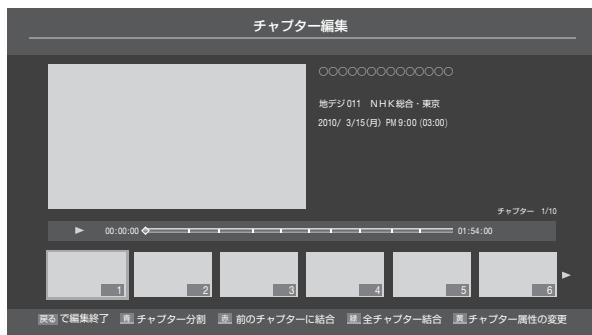 チャプター編集
○○○○○○○○○○○○○○
地デジ011 NHK総合・東京
2010/ 3/15(月) PM 9:00 (03:00)
チャプター 1/10
00:00:00 01:54:00
1 2 3 4 5 6
戻る で編集終了 青 チャプター分割 赤 前のチャプターに結合 緑 全チャプター結合 黄 チャプター属性の変更